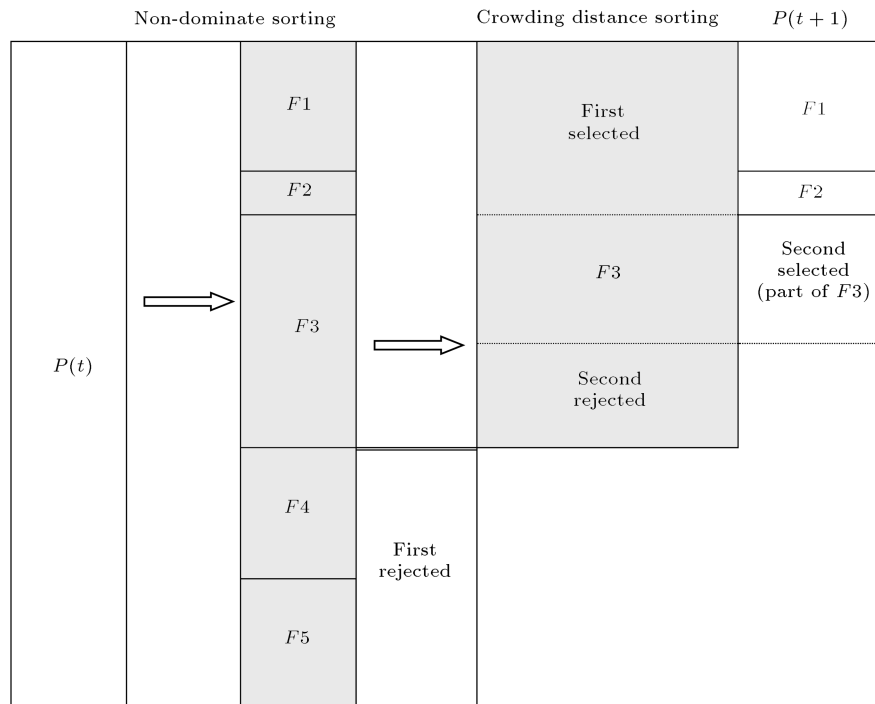 Non-dominate sorting
Crowding distance sorting
P(t + 1)
P(t)
F1
F2
F3
F4
F5
First
rejected
First
selected
F3
Second
rejected
F1
F2
Second
selected
(part of F3)